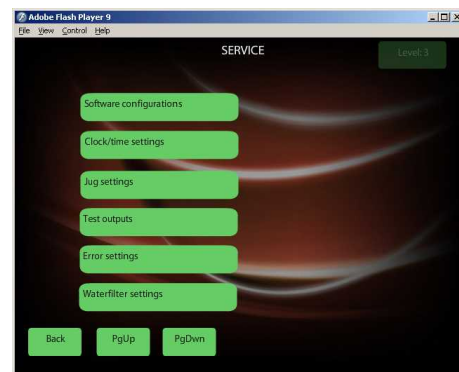 Adobe Flash Player 9
File View Control Help
SERVICE
Level: 3
Software configurations
Clock/time settings
Jug settings
Test outputs
Error settings
Waterfilter settings
Back PgUp PgDwn